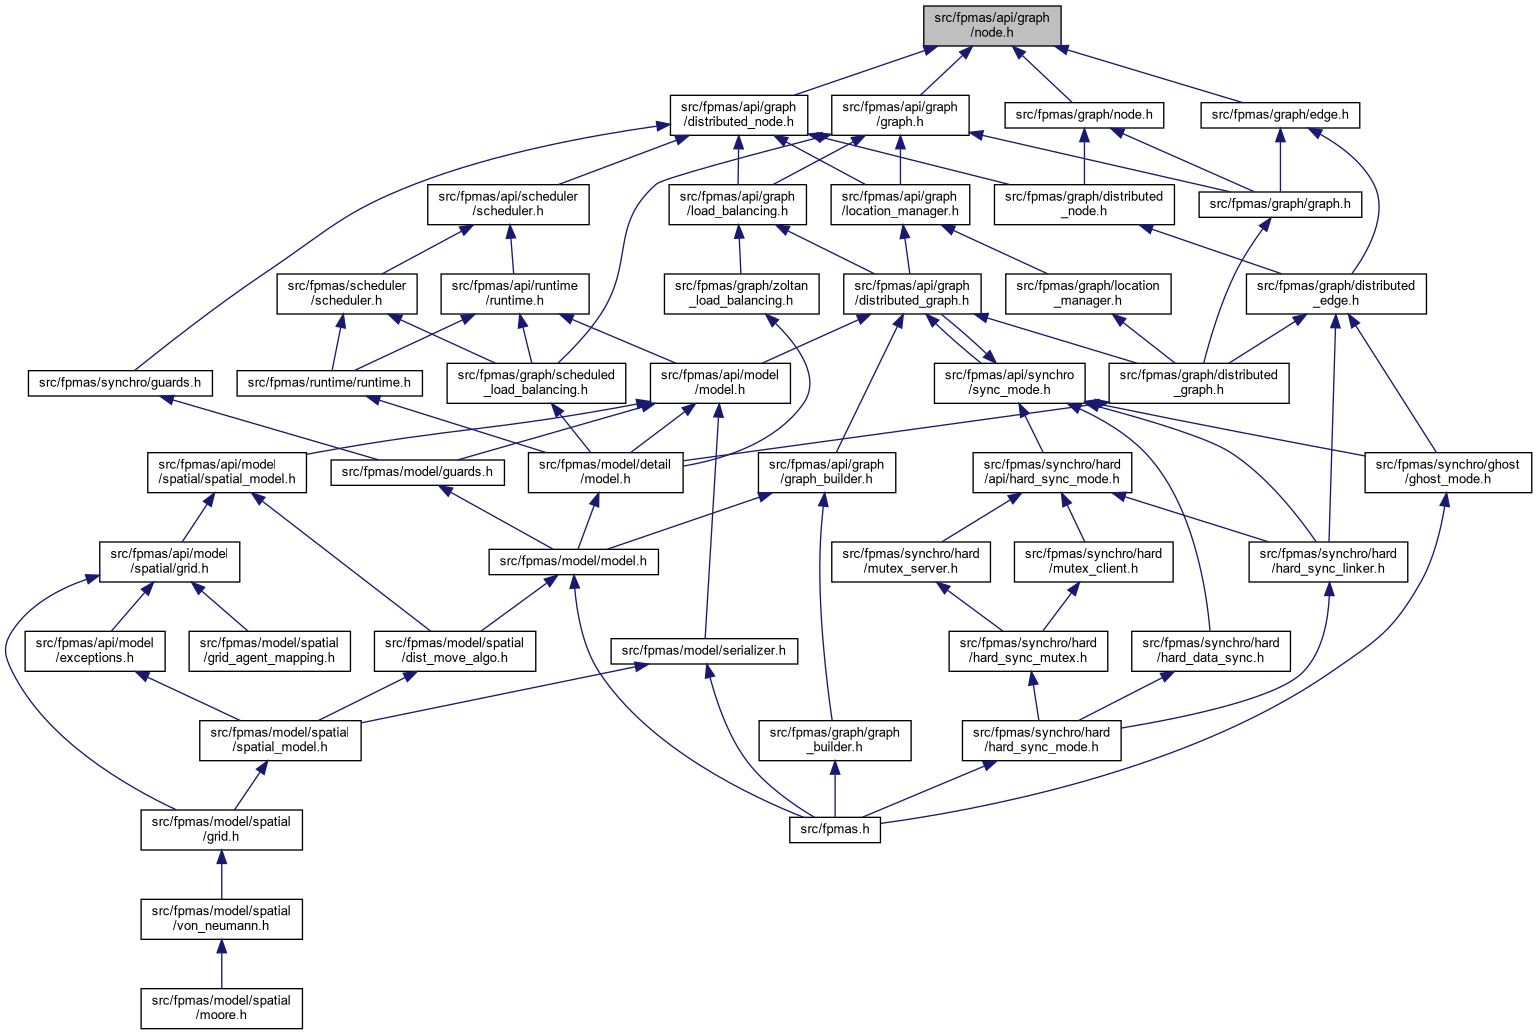 src/fpmas/api/graph
/node.h
src/fpmas/api/graph
/distributed_node.h
src/fpmas/api/graph
/graph.h
src/fpmas/graph/node.h
src/fpmas/graph/edge.h
src/fpmas/api/scheduler
/scheduler.h
src/fpmas/api/graph
/load_balancing.h
src/fpmas/api/graph
/location_manager.h
src/fpmas/graph/distributed
_node.h
src/fpmas/graph/graph.h
src/fpmas/scheduler
/scheduler.h
src/fpmas/api/runtime
/runtime.h
src/fpmas/graph/zoltan
_load_balancing.h
src/fpmas/api/graph
/distributed_graph.h
src/fpmas/graph/location
_manager.h
src/fpmas/graph/distributed
_edge.h
src/fpmas/synchro/guards.h
src/fpmas/runtime/runtime.h
src/fpmas/graph/scheduled
_load_balancing.h
src/fpmas/api/model
/model.h
src/fpmas/api/synchro
/sync_mode.h
src/fpmas/graph/distributed
_graph.h
src/fpmas/api/model
/spatial/spatial_model.h
src/fpmas/model/guards.h
src/fpmas/model/detail
/model.h
src/fpmas/api/graph
/graph_builder.h
src/fpmas/synchro/hard
/api/hard_sync_mode.h
src/fpmas/synchro/ghost
/ghost_mode.h
src/fpmas/api/model
/spatial/grid.h
src/fpmas/model/model.h
src/fpmas/synchro/hard
/mutex_server.h
src/fpmas/synchro/hard
/mutex_client.h
src/fpmas/synchro/hard
/hard_sync_linker.h
src/fpmas/api/model
/exceptions.h
src/fpmas/model/spatial
/grid_agent_mapping.h
src/fpmas/model/spatial
/dist_move_algo.h
src/fpmas/model/serializer.h
src/fpmas/synchro/hard
/hard_sync_mutex.h
src/fpmas/synchro/hard
/hard_data_sync.h
src/fpmas/model/spatial
/spatial_model.h
src/fpmas/graph/graph
_builder.h
src/fpmas/synchro/hard
/hard_sync_mode.h
src/fpmas/model/spatial
/grid.h
src/fpmas.h
src/fpmas/model/spatial
/von_neumann.h
src/fpmas/model/spatial
/moore.h